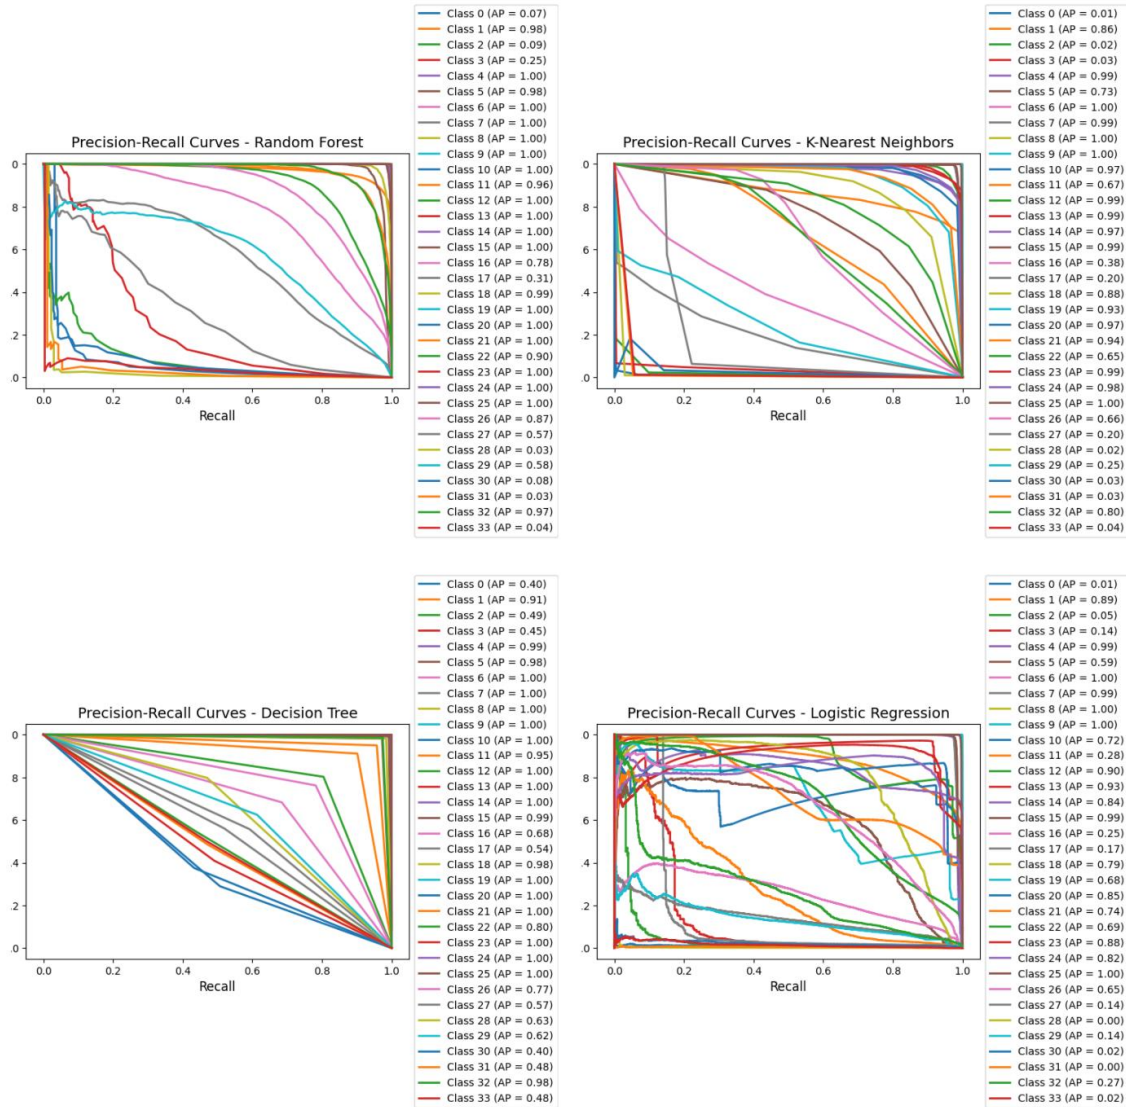 Precision-Recall Curves - Random Forest
.0
.2
.4
6
8
0
0.0 0.2 0.4 0.6 0.8 1.0
Recall
Class 0 (AP = 0.07)
Class 1 (AP = 0.98)
Class 2 (AP = 0.09)
Class 3 (AP = 0.25)
Class 4 (AP = 1.00)
Class 5 (AP = 0.98)
Class 6 (AP = 1.00)
Class 7 (AP = 1.00)
Class 8 (AP = 1.00)
Class 9 (AP = 1.00)
Class 10 (AP = 1.00)
Class 11 (AP = 0.96)
Class 12 (AP = 1.00)
Class 13 (AP = 1.00)
Class 14 (AP = 1.00)
Class 15 (AP = 1.00)
Class 16 (AP = 0.78)
Class 17 (AP = 0.31)
Class 18 (AP = 0.99)
Class 19 (AP = 1.00)
Class 20 (AP = 1.00)
Class 21 (AP = 1.00)
Class 22 (AP = 0.90)
Class 23 (AP = 1.00)
Class 24 (AP = 1.00)
Class 25 (AP = 1.00)
Class 26 (AP = 0.87)
Class 27 (AP = 0.57)
Class 28 (AP = 0.03)
Class 29 (AP = 0.58)
Class 30 (AP = 0.08)
Class 31 (AP = 0.03)
Class 32 (AP = 0.97)
Class 33 (AP = 0.04)
Precision-Recall Curves - K-Nearest Neighbors
0
8
6
.4
.2
.0
0.0 0.2 0.4 0.6 0.8 1.0
Recall
Class 0 (AP = 0.01)
Class 1 (AP = 0.86)
Class 2 (AP = 0.02)
Class 3 (AP = 0.03)
Class 4 (AP = 0.99)
Class 5 (AP = 0.73)
Class 6 (AP = 1.00)
Class 7 (AP = 0.99)
Class 8 (AP = 1.00)
Class 9 (AP = 1.00)
Class 10 (AP = 0.97)
Class 11 (AP = 0.67)
Class 12 (AP = 0.99)
Class 13 (AP = 0.99)
Class 14 (AP = 0.97)
Class 15 (AP = 0.99)
Class 16 (AP = 0.38)
Class 17 (AP = 0.20)
Class 18 (AP = 0.88)
Class 19 (AP = 0.93)
Class 20 (AP = 0.97)
Class 21 (AP = 0.94)
Class 22 (AP = 0.65)
Class 23 (AP = 0.99)
Class 24 (AP = 0.98)
Class 25 (AP = 1.00)
Class 26 (AP = 0.66)
Class 27 (AP = 0.20)
Class 28 (AP = 0.02)
Class 29 (AP = 0.25)
Class 30 (AP = 0.03)
Class 31 (AP = 0.03)
Class 32 (AP = 0.80)
Class 33 (AP = 0.04)
Precision-Recall Curves - Decision Tree
0
8
6
.4
.2
.0
0.0 0.2 0.4 0.6 0.8 1.0
Recall
Class 0 (AP = 0.40)
Class 1 (AP = 0.91)
Class 2 (AP = 0.49)
Class 3 (AP = 0.45)
Class 4 (AP = 0.99)
Class 5 (AP = 0.98)
Class 6 (AP = 1.00)
Class 7 (AP = 1.00)
Class 8 (AP = 1.00)
Class 9 (AP = 1.00)
Class 10 (AP = 1.00)
Class 11 (AP = 0.95)
Class 12 (AP = 1.00)
Class 13 (AP = 1.00)
Class 14 (AP = 1.00)
Class 15 (AP = 0.99)
Class 16 (AP = 0.68)
Class 17 (AP = 0.54)
Class 18 (AP = 0.98)
Class 19 (AP = 1.00)
Class 20 (AP = 1.00)
Class 21 (AP = 1.00)
Class 22 (AP = 0.80)
Class 23 (AP = 1.00)
Class 24 (AP = 1.00)
Class 25 (AP = 1.00)
Class 26 (AP = 0.77)
Class 27 (AP = 0.57)
Class 28 (AP = 0.63)
Class 29 (AP = 0.62)
Class 30 (AP = 0.40)
Class 31 (AP = 0.48)
Class 32 (AP = 0.98)
Class 33 (AP = 0.48)
Precision-Recall Curves - Logistic Regression
0
8
6
.4
.2
.0
0.0 0.2 0.4 0.6 0.8 1.0
Recall
Class 0 (AP = 0.01)
Class 1 (AP = 0.89)
Class 2 (AP = 0.05)
Class 3 (AP = 0.14)
Class 4 (AP = 0.99)
Class 5 (AP = 0.59)
Class 6 (AP = 1.00)
Class 7 (AP = 0.99)
Class 8 (AP = 1.00)
Class 9 (AP = 1.00)
Class 10 (AP = 0.72)
Class 11 (AP = 0.28)
Class 12 (AP = 0.90)
Class 13 (AP = 0.93)
Class 14 (AP = 0.84)
Class 15 (AP = 0.99)
Class 16 (AP = 0.25)
Class 17 (AP = 0.17)
Class 18 (AP = 0.79)
Class 19 (AP = 0.68)
Class 20 (AP = 0.85)
Class 21 (AP = 0.74)
Class 22 (AP = 0.69)
Class 23 (AP = 0.88)
Class 24 (AP = 0.82)
Class 25 (AP = 1.00)
Class 26 (AP = 0.65)
Class 27 (AP = 0.14)
Class 28 (AP = 0.00)
Class 29 (AP = 0.14)
Class 30 (AP = 0.02)
Class 31 (AP = 0.00)
Class 32 (AP = 0.27)
Class 33 (AP = 0.02)